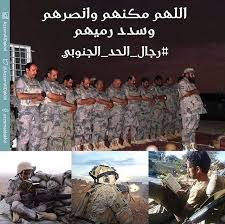 اللهم مكنهم وانصرهم
وسدد رميهم
#رجال_الحد_الجنوبي